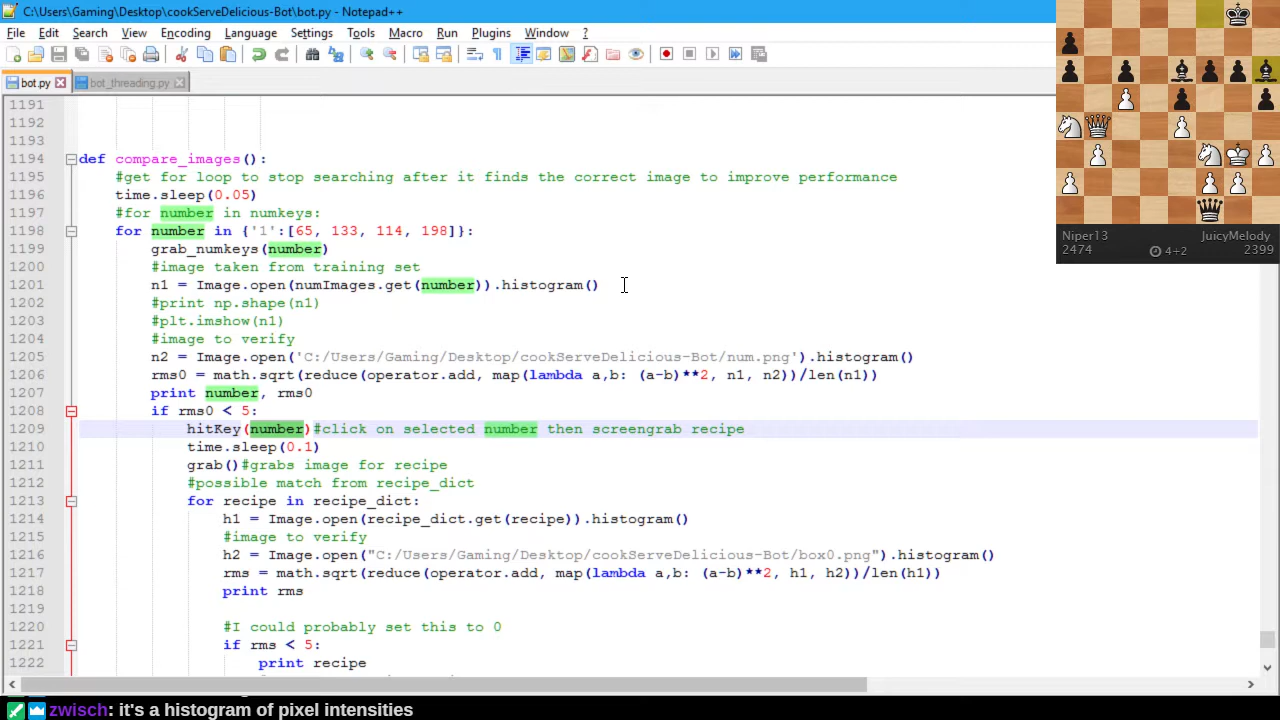 C:\Users\Gaming\Desktop\cookServeDelicious-Bot\bot.py - Notepad++
File Edit Search View Encoding Language Settings Tools Macro Run Plugins Window ?
bot.py bot_threading.py
1191
1192
1193
1194 def compare_images():
1195 #get for loop to stop searching after it finds the correct image to improve performance
1196 time.sleep(0.05)
1197 #for number in numkeys:
1198 for number in {'1':[65, 133, 114, 198]}:
1199 grab_numkeys(number)
1200 #image taken from training set
1201 n1 = Image.open(numImages.get(number)).histogram()
1202 #print np.shape(n1)
1203 #plt.imshow(n1)
1204 #image to verify
1205 n2 = Image.open('C:/Users/Gaming/Desktop/cookServeDelicious-Bot/num.png').histogram()
1206 rms0 = math.sqrt(reduce(operator.add, map(lambda a,b: (a-b)**2, n1, n2))/len(n1))
1207 print number, rms0
1208 if rms0 < 5:
1209 hitKey(number)#click on selected number then screengrab recipe
1210 time.sleep(0.1)
1211 grab()#grabs image for recipe
1212 #possible match from recipe_dict
1213 for recipe in recipe_dict:
1214 h1 = Image.open(recipe_dict.get(recipe)).histogram()
1215 #image to verify
1216 h2 = Image.open("C:/Users/Gaming/Desktop/cookServeDelicious-Bot/box0.png").histogram()
1217 rms = math.sqrt(reduce(operator.add, map(lambda a,b: (a-b)**2, h1, h2))/len(h1))
1218 print rms
1219
1220 #I could probably set this to 0
1221 if rms < 5:
1222 print recipe
Niper13 JuicyMelody
2474 4+2 2399
zwisch: it's a histogram of pixel intensities